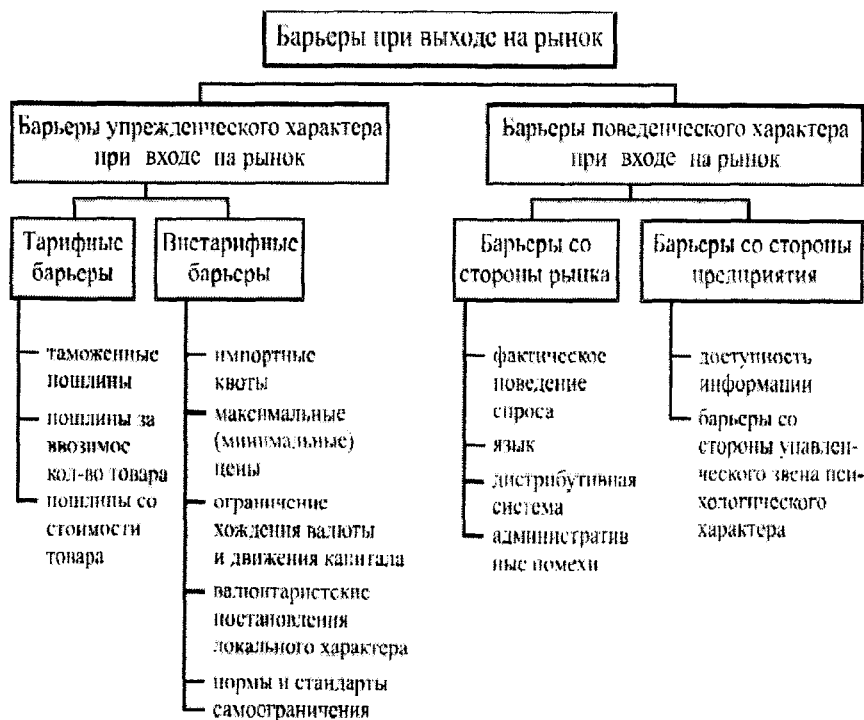 Барьеры при выходе на рынок
Барьеры упрежденческого характера
при входе на рынок
Барьеры поведенческого характера
при входе на рынок
Тарифные
барьеры
Внетарифные
барьеры
Барьеры со
стороны рынка
Барьеры со стороны
предприятия
таможенные
пошлины
пошлины за
ввозимое
кол-во товара
пошлины со
стоимости
товара
импортные
квоты
максимальные
(минимальные)
цены
ограничение
хождения валюты
и движения капитала
валюнтаристские
постановления
локального характера
нормы и стандарты
самоограничения
фактическое
поведение
спроса
язык
дистрибутивная
система
административ
ные помехи
доступность
информации
барьеры со
стороны упавлен-
ческого звена пси-
хологического
характера